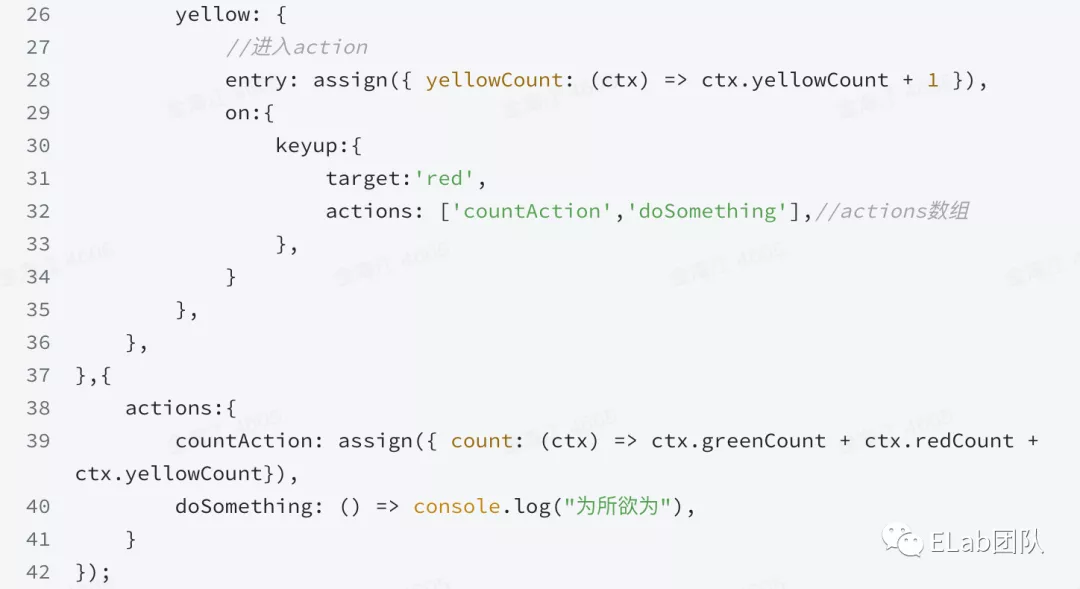 26 yellow: {
27 //进入action
28 entry: assign({ yellowCount: (ctx) => ctx.yellowCount + 1 }),
29 on:{
30 keyup:{
31 target:'red',
32 actions: ['countAction','doSomething'],//actions数组
33 },
34 }
35 },
36 },
37 },{
38 actions:{
39 countAction: assign({ count: (ctx) => ctx.greenCount + ctx.redCount +
ctx.yellowCount}),
40 doSomething: () => console.log("为所欲为"),
41 }
42 });
ELab团队